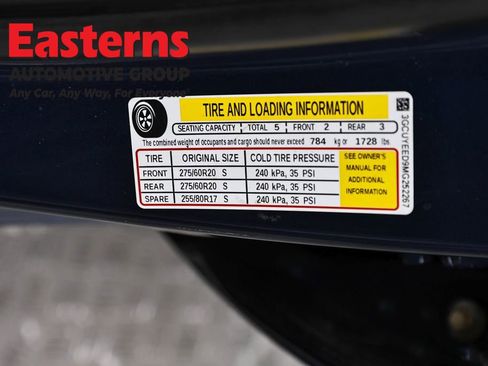 Easterns
AUTOMOTIVE GROUP
Any Car, Any Way, For Everyone
TIRE AND LOADING INFORMATION
SEATING CAPACITY TOTAL 5 FRONT 2 REAR 3
The combined weight of occupants and cargo should never exceed 784 kg or 1728 lbs.
TIRE ORIGINAL SIZE COLD TIRE PRESSURE
FRONT 275/60R20 S 240 kPa, 35 PSI
REAR 275/60R20 S 240 kPa, 35 PSI
SPARE 255/80R17 S 240 kPa, 35 PSI
SEE OWNER'S
MANUAL FOR
ADDITIONAL
INFORMATION
3GCUYEED9MG252267